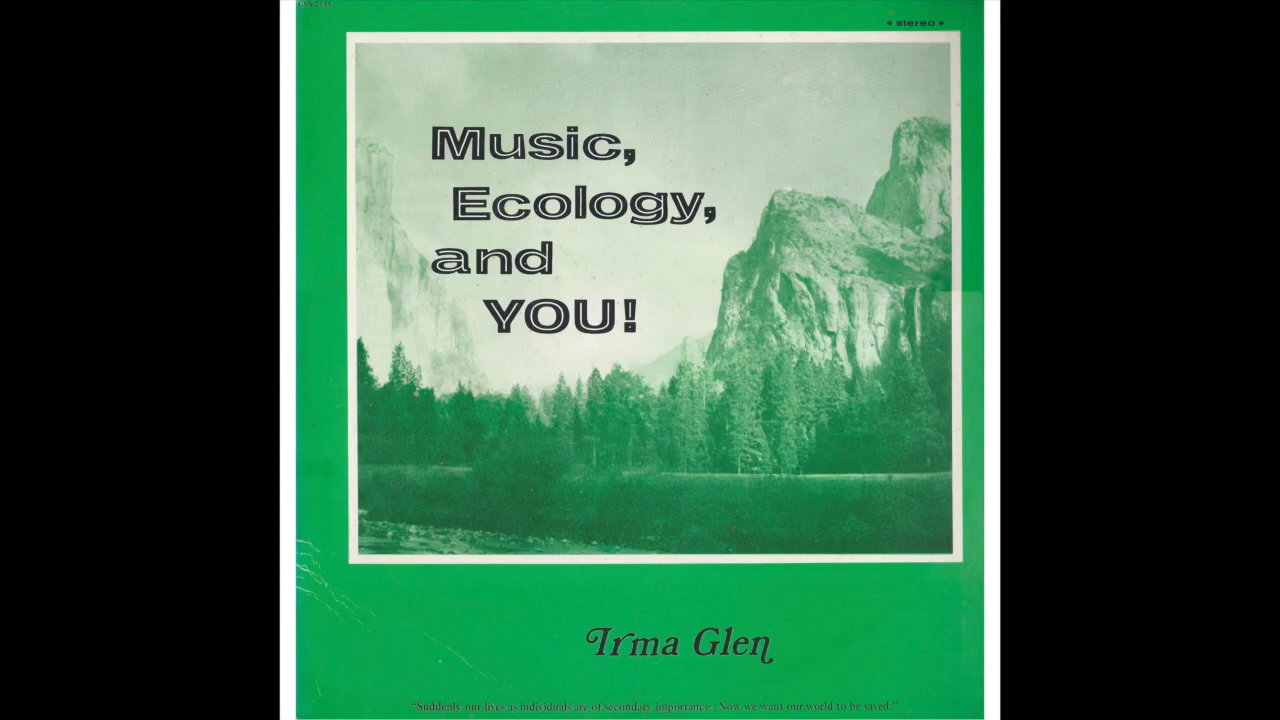 • stereo •
Music,
Ecology,
and
YOU!
Irma Glen
"Suddenly our lives as individuals are of secundary importance. Now we want our world to be saved."